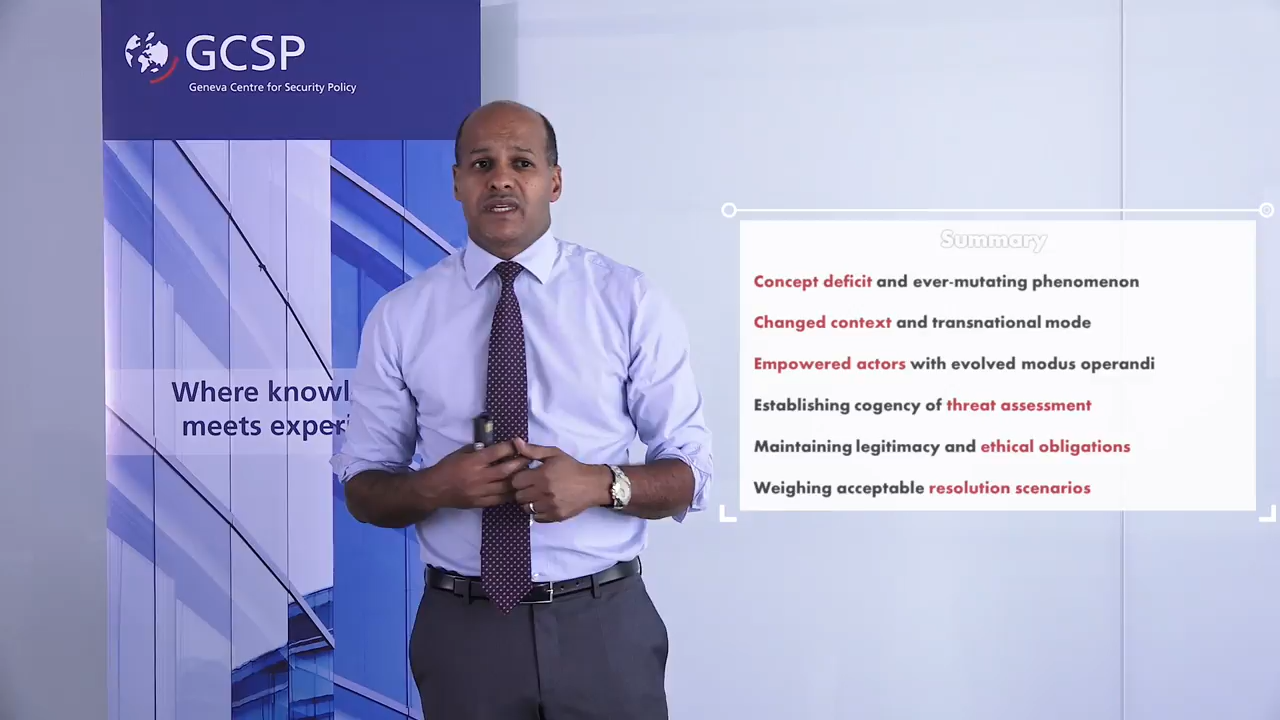 GCSP
Geneva Centre for Security Policy
Where knowl
meets experi
Summary
Concept deficit and ever-mutating phenomenon
Changed context and transnational mode
Empowered actors with evolved modus operandi
Establishing cogency of threat assessment
Maintaining legitimacy and ethical obligations
Weighing acceptable resolution scenarios